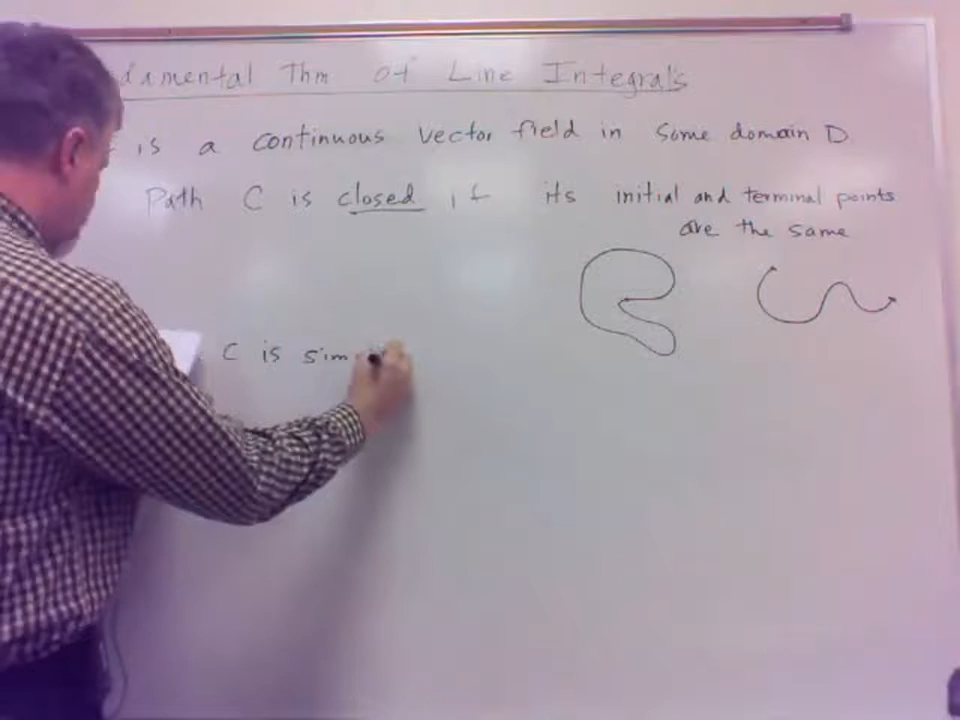 damental Thm of Line Integrals
is a continuous vector field in some domain D
Path C is closed if its initial and terminal points
are the same
C is sim